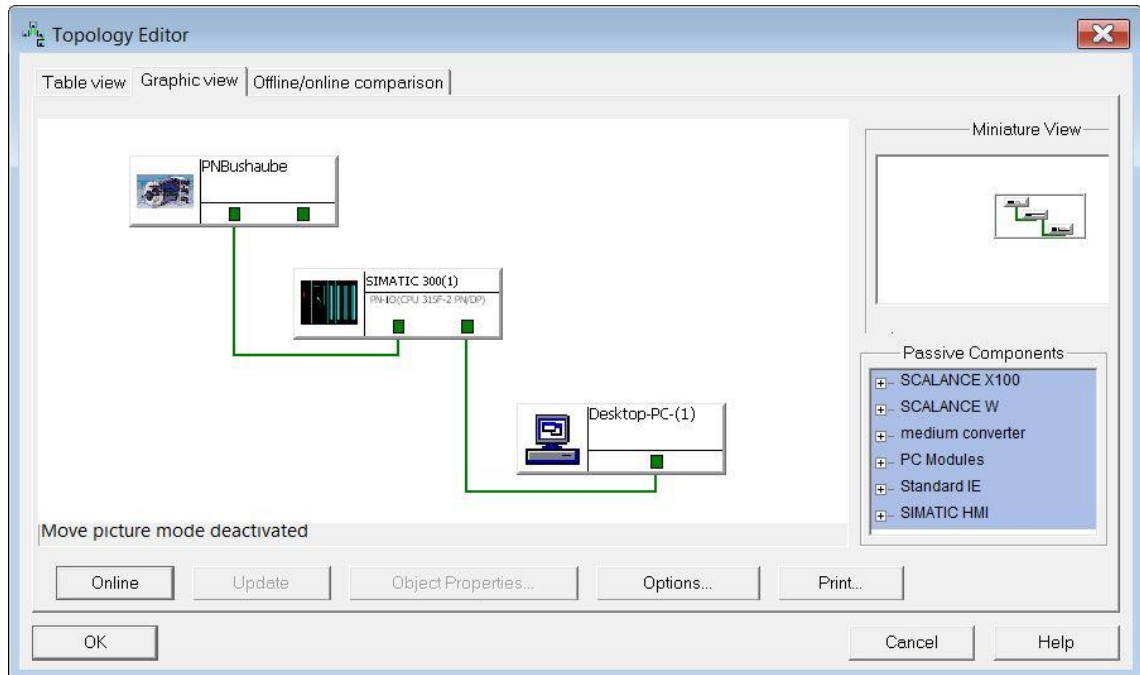 Topology Editor
Table view
Graphic view
Offline/online comparison
PNBushaube
SIMATIC 300(1)
PN-IO(CPU 315F-2 PN/DP)
Desktop-PC-(1)
Move picture mode deactivated
Miniature View
Passive Components
SCALANCE X100
SCALANCE W
medium converter
PC Modules
Standard IE
SIMATIC HMI
Online
Update
Object Properties...
Options...
Print...
OK
Cancel
Help